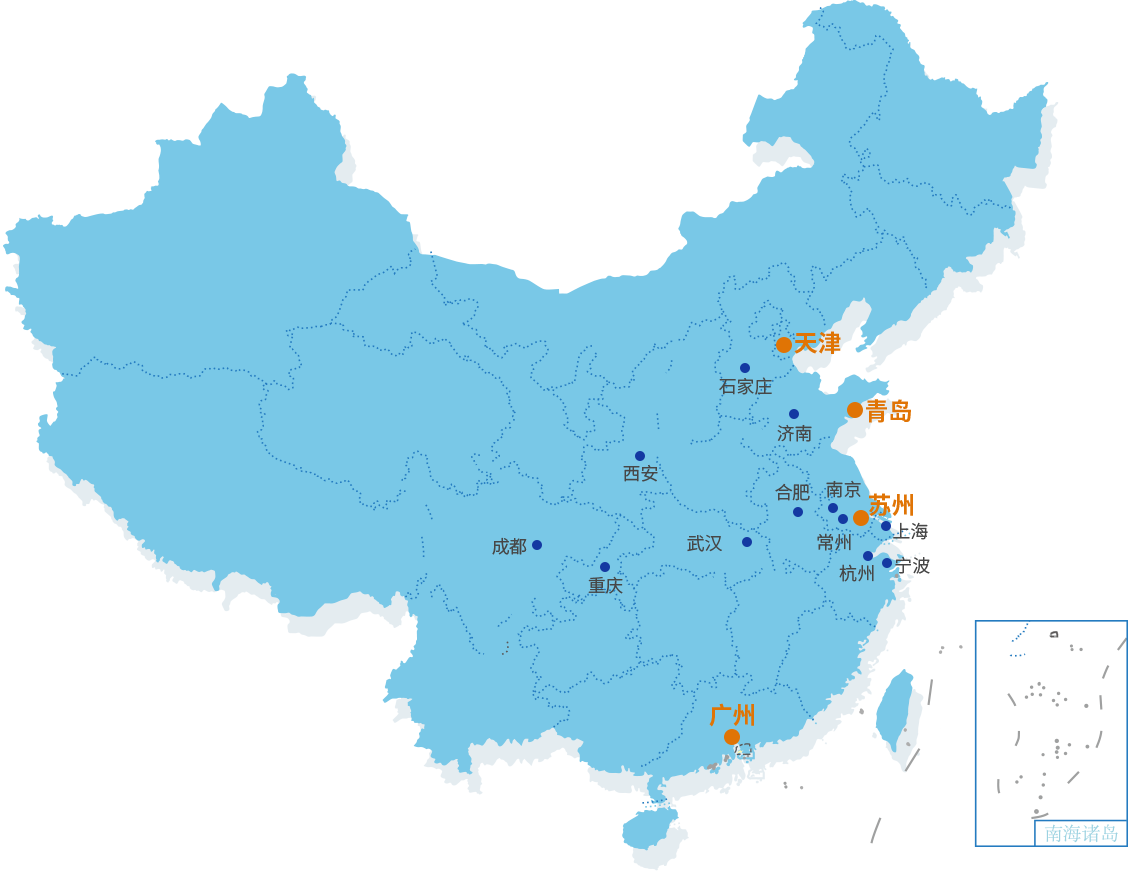 天津
石家庄
青岛
济南
西安
合肥
南京
苏州
上海
常州
武汉
成都
宁波
杭州
重庆
广州
南海诸岛